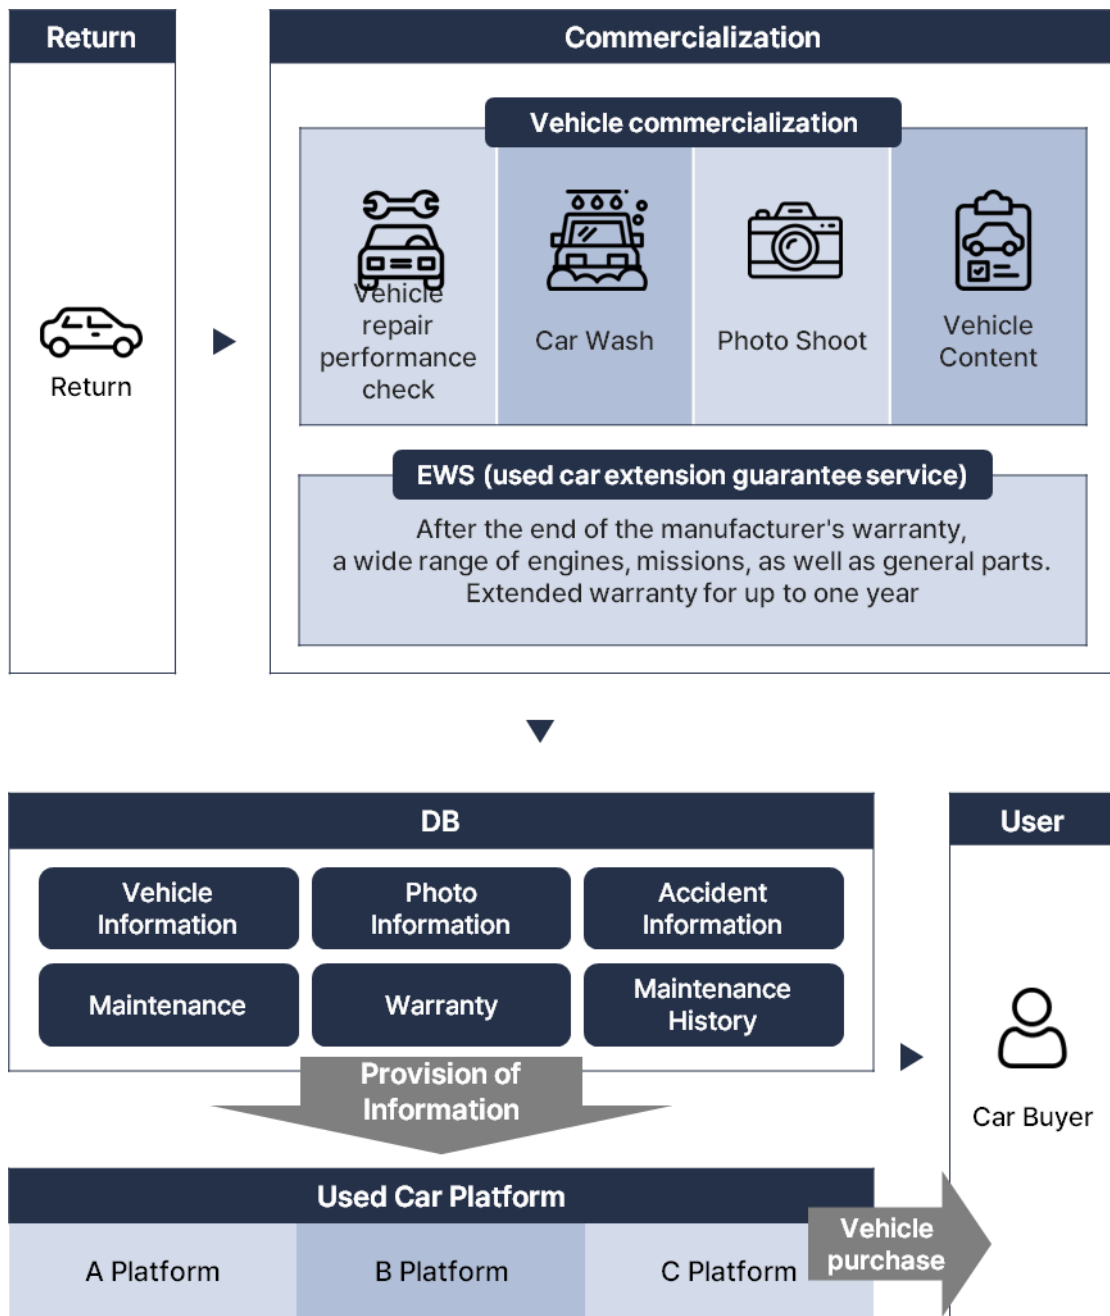 Return
Commercialization
Vehicle commercialization
Vehicle
repair
performance
check
Car Wash
Photo Shoot
Vehicle
Content
Return
EWS (used car extension guarantee service)
After the end of the manufacturer's warranty,
a wide range of engines, missions, as well as general parts.
Extended warranty for up to one year
DB
Vehicle
Information
Photo
Information
Accident
Information
Maintenance
Warranty
Maintenance
History
Provision of
Information
User
Car Buyer
Used Car Platform
A Platform
B Platform
C Platform
Vehicle
purchase